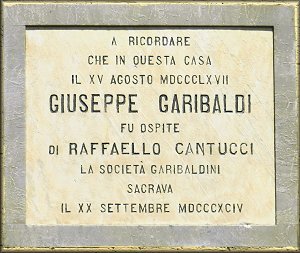 A RICORDARE
CHE IN QUESTA CASA
IL XV AGOSTO MDCCCLXVII
GIUSEPPE GARIBALDI
FU OSPITE
DI RAFFAELLO CANTUCCI
LA SOCIETÀ GARIBALDINI
SACRAVA
IL XX SETTEMBRE MDCCCXCIV